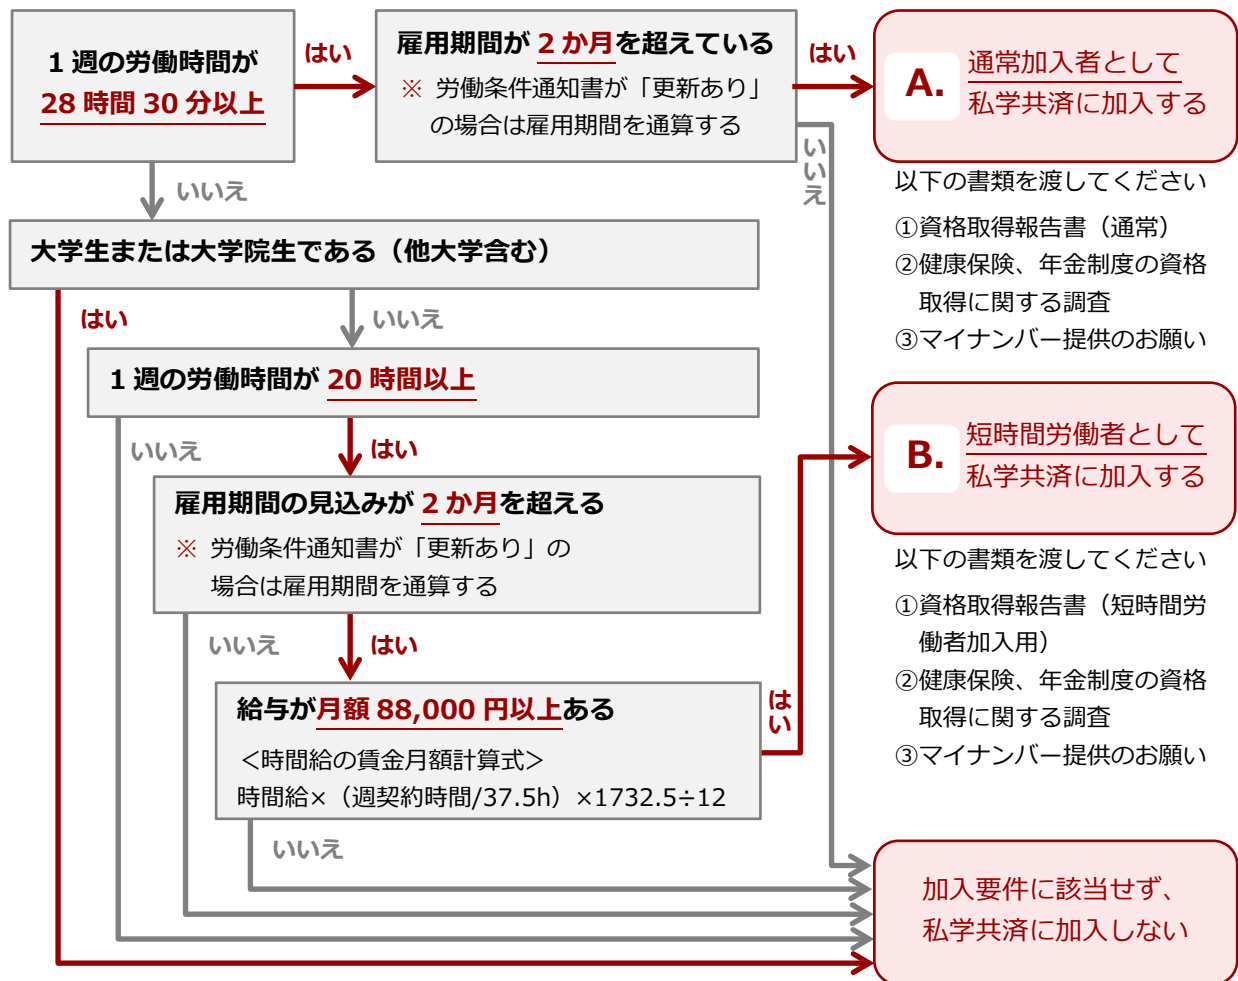 1 週の労働時間が
28 時間 30 分以上
はい
雇用期間が 2 か月を超えている
※ 労働条件通知書が「更新あり」
の場合は雇用期間を通算する
はい
A.
通常加入者として
私学共済に加入する
いいえ
いいえ
以下の書類を渡してください
①資格取得報告書（通常）
②健康保険、年金制度の資格
取得に関する調査
③マイナンバー提供のお願い
大学生または大学院生である（他大学含む）
はい
いいえ
1 週の労働時間が 20 時間以上
いいえ
はい
B.
短時間労働者として
私学共済に加入する
雇用期間の見込みが 2 か月を超える
※ 労働条件通知書が「更新あり」の
場合は雇用期間を通算する
以下の書類を渡してください
①資格取得報告書（短時間労
働者加入用）
②健康保険、年金制度の資格
取得に関する調査
③マイナンバー提供のお願い
いいえ
はい
給与が月額 88,000 円以上ある
＜時間給の賃金月額計算式＞
時間給×（週契約時間/37.5h）×1732.5÷12
はい
いいえ
加入要件に該当せず、
私学共済に加入しない